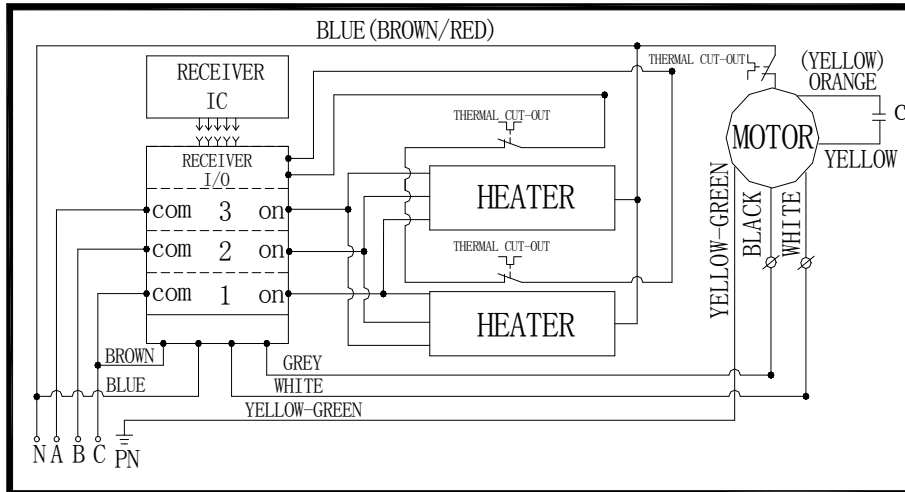 BLUE(BROWN/RED)
RECEIVER
IC
THERMAL CUT-OUT
(YELLOW)
ORANGE
C
THERMAL CUT-OUT
MOTOR
YELLOW
RECEIVER
I/O
com 3 on
HEATER
com 2 on
THERMAL CUT-OUT
com 1 on
HEATER
YELLOW-GREEN
BLACK
WHITE
BROWN
GREY
BLUE
WHITE
YELLOW-GREEN
N A B C PN